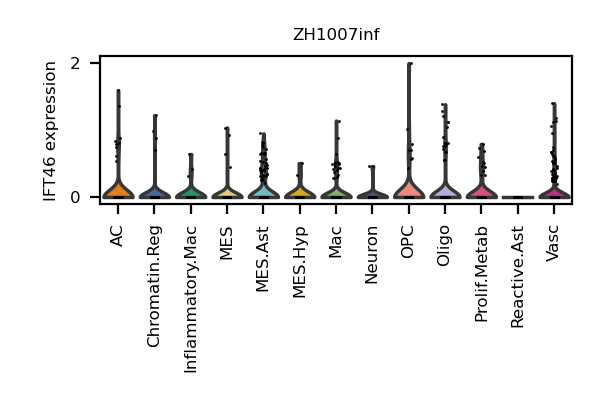 ZH1007inf
IFT46 expression
2
0
AC
Chromatin.Reg
Inflammatory.Mac
MES
MES.Ast
MES.Hyp
Mac
Neuron
OPC
Oligo
Prolif.Metab
Reactive.Ast
Vasc